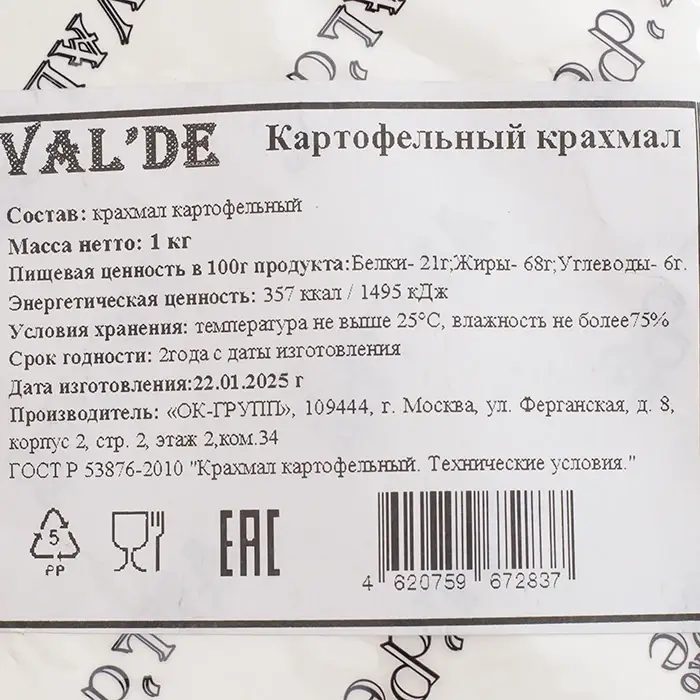 VAL'DE
Картофельный крахмал
Состав: крахмал картофельный
Масса нетто: 1 кг
Пищевая ценность в 100г продукта:Белки- 21г;Жиры- 68г;Углеводы- 6г.
Энергетическая ценность: 357 ккал / 1495 кДж
Условия хранения: температура не выше 25°С, влажность не более75%
Срок годности: 2года с даты изготовления
Дата изготовления:22.01.2025 г
Производитель: «ОК-ГРУПП», 109444, г. Москва, ул. Ферганская, д. 8,
корпус 2, стр. 2, этаж 2,ком.34
ГОСТ Р 53876-2010 "Крахмал картофельный. Технические условия."
5
PP
EAC
4 620759 672837